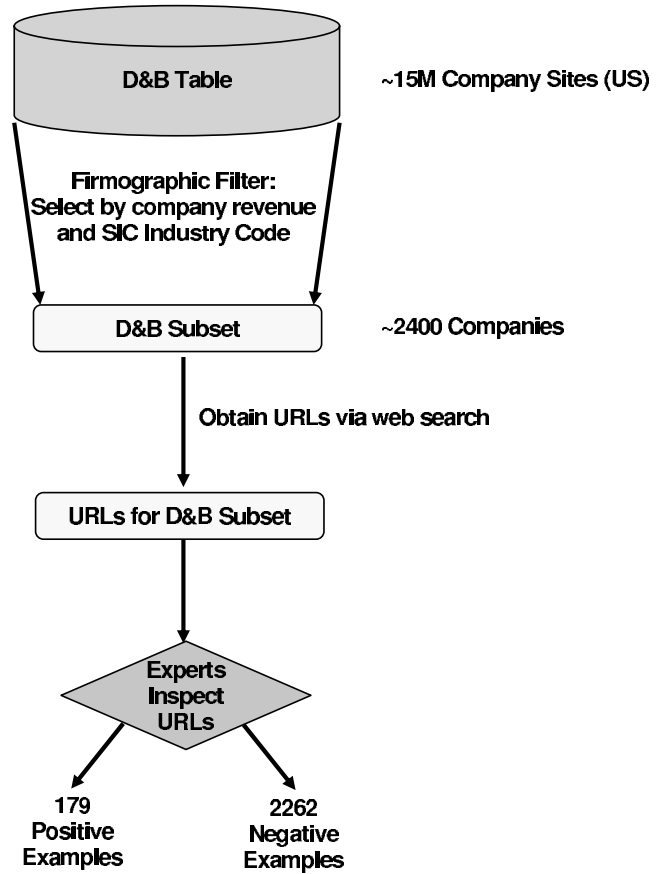 D&B Table
~15M Company Sites (US)
Firmographic Filter:
Select by company revenue
and SIC Industry Code
D&B Subset
~2400 Companies
Obtain URLs via web search
URLs for D&B Subset
Experts
Inspect
URLs
179
Positive
Examples
2262
Negative
Examples